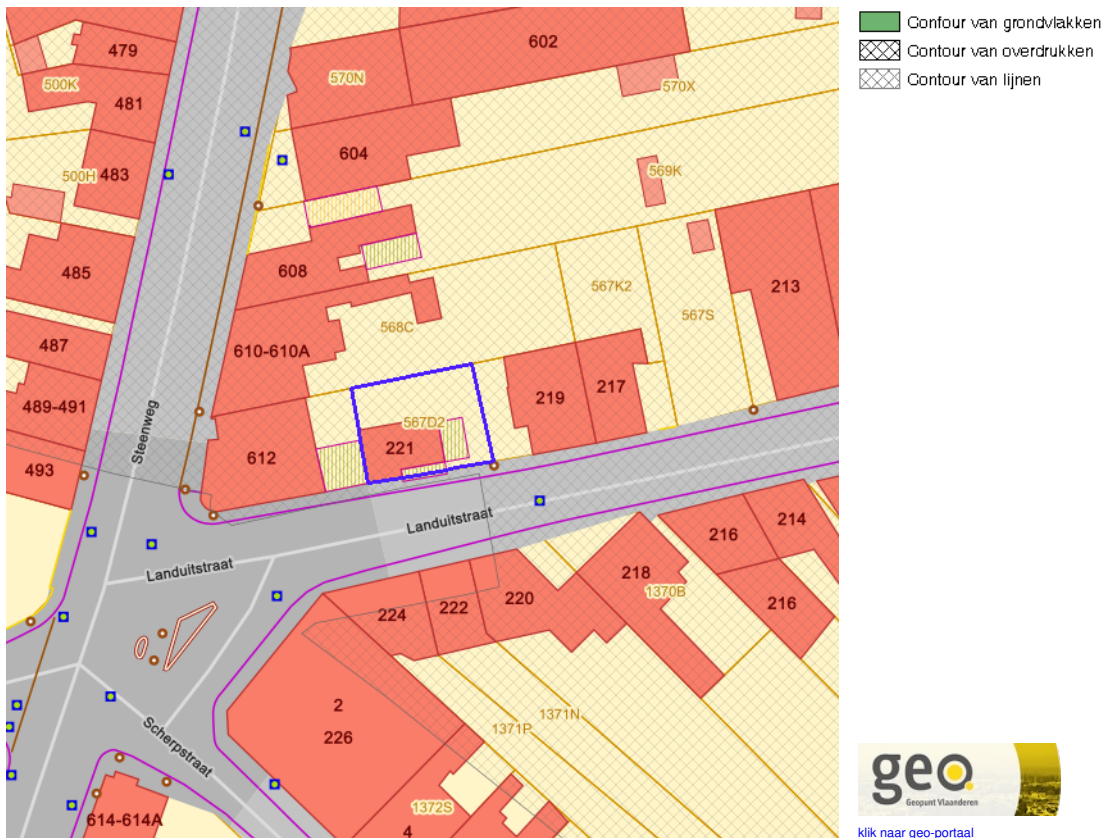 479
602
Contour van grondvlakken
Contour van overdrukken
Contour van lijnen
500K
570N
570X
481
604
500H
483
569K
485
608
567K2
213
567S
568C
487
610-610A
489-491
219
217
567D2
221
612
493
Steenweg
Landuitstraat
Landuitstraat
216
214
218
224
222
220
1370B
216
2
226
1371N
1371P
Scherpstraat
1372S
614-614A
4
geo.
Geopunt Vlaanderen
klik naar geo-portaal